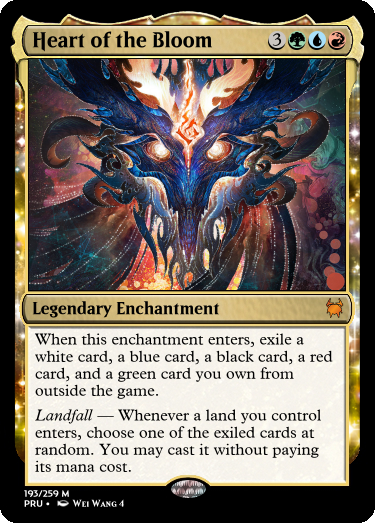 Heart of the Bloom 3
Legendary Enchantment
When this enchantment enters, exile a
white card, a blue card, a black card, a red
card, and a green card you own from
outside the game.
Landfall — Whenever a land you control
enters, choose one of the exiled cards at
random. You may cast it without paying
its mana cost.
193/259 M
PRU • Wei Wang 4